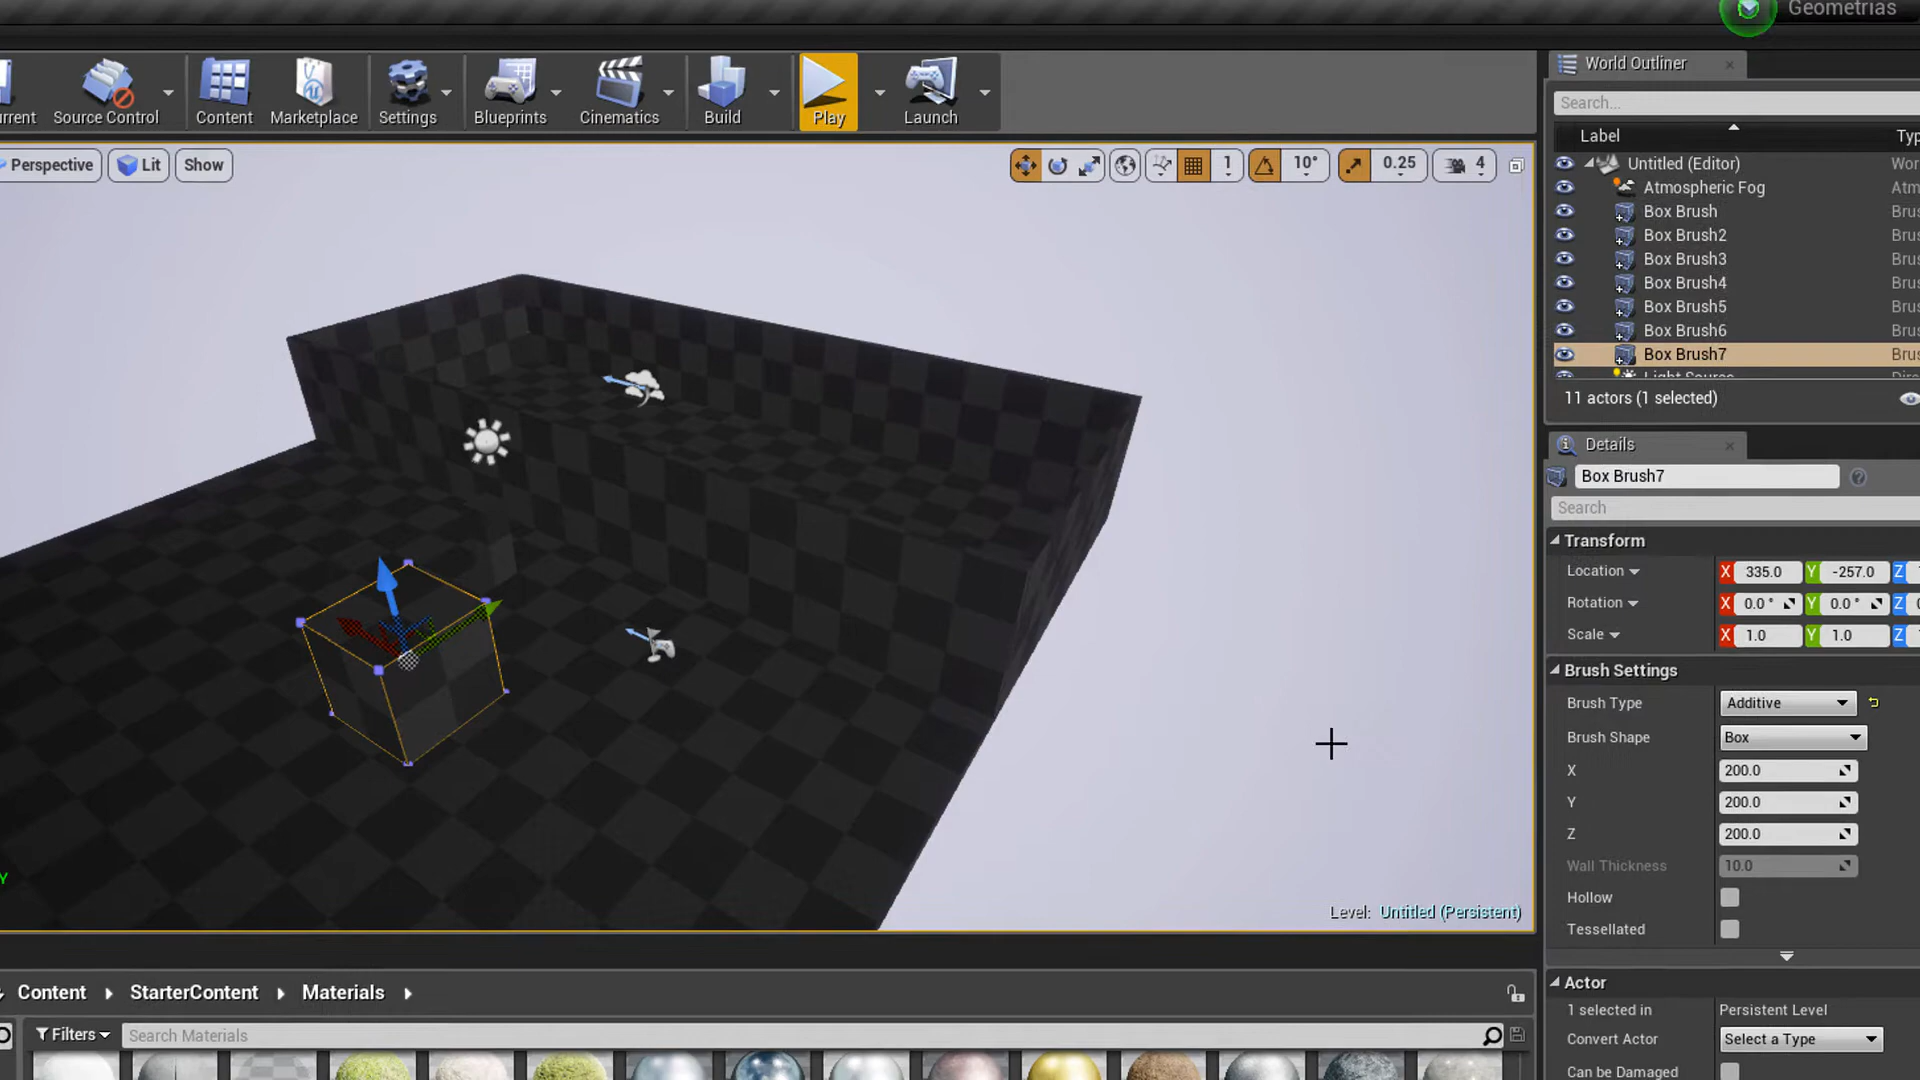 Geometrias
urrent
Source Control
Content
Marketplace
Settings
Blueprints
Cinematics
Build
Play
Launch
Perspective
Lit
Show
1
10°
0.25
4
World Outliner
Search...
Label
Typ
Untitled (Editor)
Wor
Atmospheric Fog
Atm
Box Brush
Brus
Box Brush2
Brus
Box Brush3
Brus
Box Brush4
Brus
Box Brush5
Brus
Box Brush6
Brus
Box Brush7
Brus
Light Source
11 actors (1 selected)
Details
Box Brush7
Search
Transform
Location
X
335.0
Y
-257.0
Z
Rotation
X
0.0 °
Y
0.0 °
Z
Scale
X
1.0
Y
1.0
Z
Brush Settings
Brush Type
Additive
Brush Shape
Box
X
200.0
Y
200.0
Z
200.0
Wall Thickness
10.0
Hollow
Tessellated
Actor
1 selected in
Persistent Level
Convert Actor
Select a Type
Can be Damaged
Y
Level: Untitled (Persistent)
Content
StarterContent
Materials
Filters
Search Materials